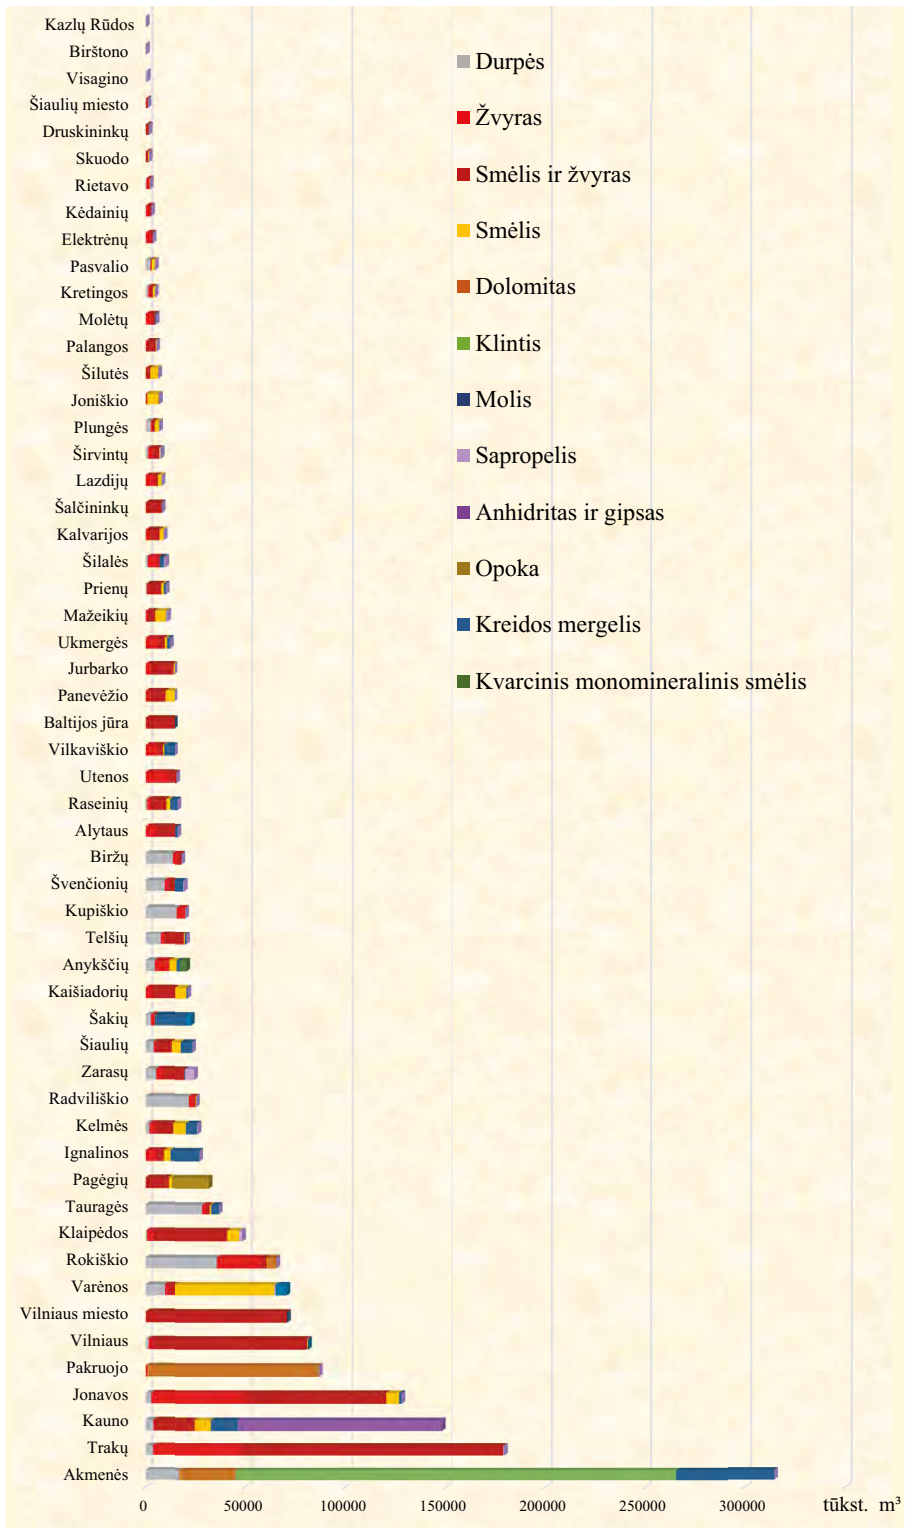 Kazlų Rūdos
Birštono
Visagino
Šiaulių miesto
Druskininkų
Skuodo
Rietavo
Kėdainių
Elektrėnų
Pasvalio
Kretingos
Molėtų
Palangos
Šilutės
Joniškio
Plungės
Širvintų
Lazdijų
Šalčininkų
Kalvarijos
Šilalės
Prienų
Mažeikių
Ukmergės
Jurbarko
Panevėžio
Baltijos jūra
Vilkaviškio
Utenos
Raseinių
Alytaus
Biržų
Švenčionių
Kupiškio
Telšių
Anykščių
Kaišiadorių
Šakių
Šiaulių
Zarasų
Radviliškio
Kelmės
Ignalinos
Pagėgių
Tauragės
Klaipėdos
Rokiškio
Varėnos
Vilniaus miesto
Vilniaus
Pakruojo
Jonavos
Kauno
Trakų
Akmenės
Durpės
Žvyras
Smėlis ir žvyras
Smėlis
Dolomitas
Klintis
Molis
Sapropelis
Anhidritas ir gipsas
Opoka
Kreidos mergelis
Kvarcinis monomineralinis smėlis
0 50000 100000 150000 200000 250000 300000 tūkst. m³